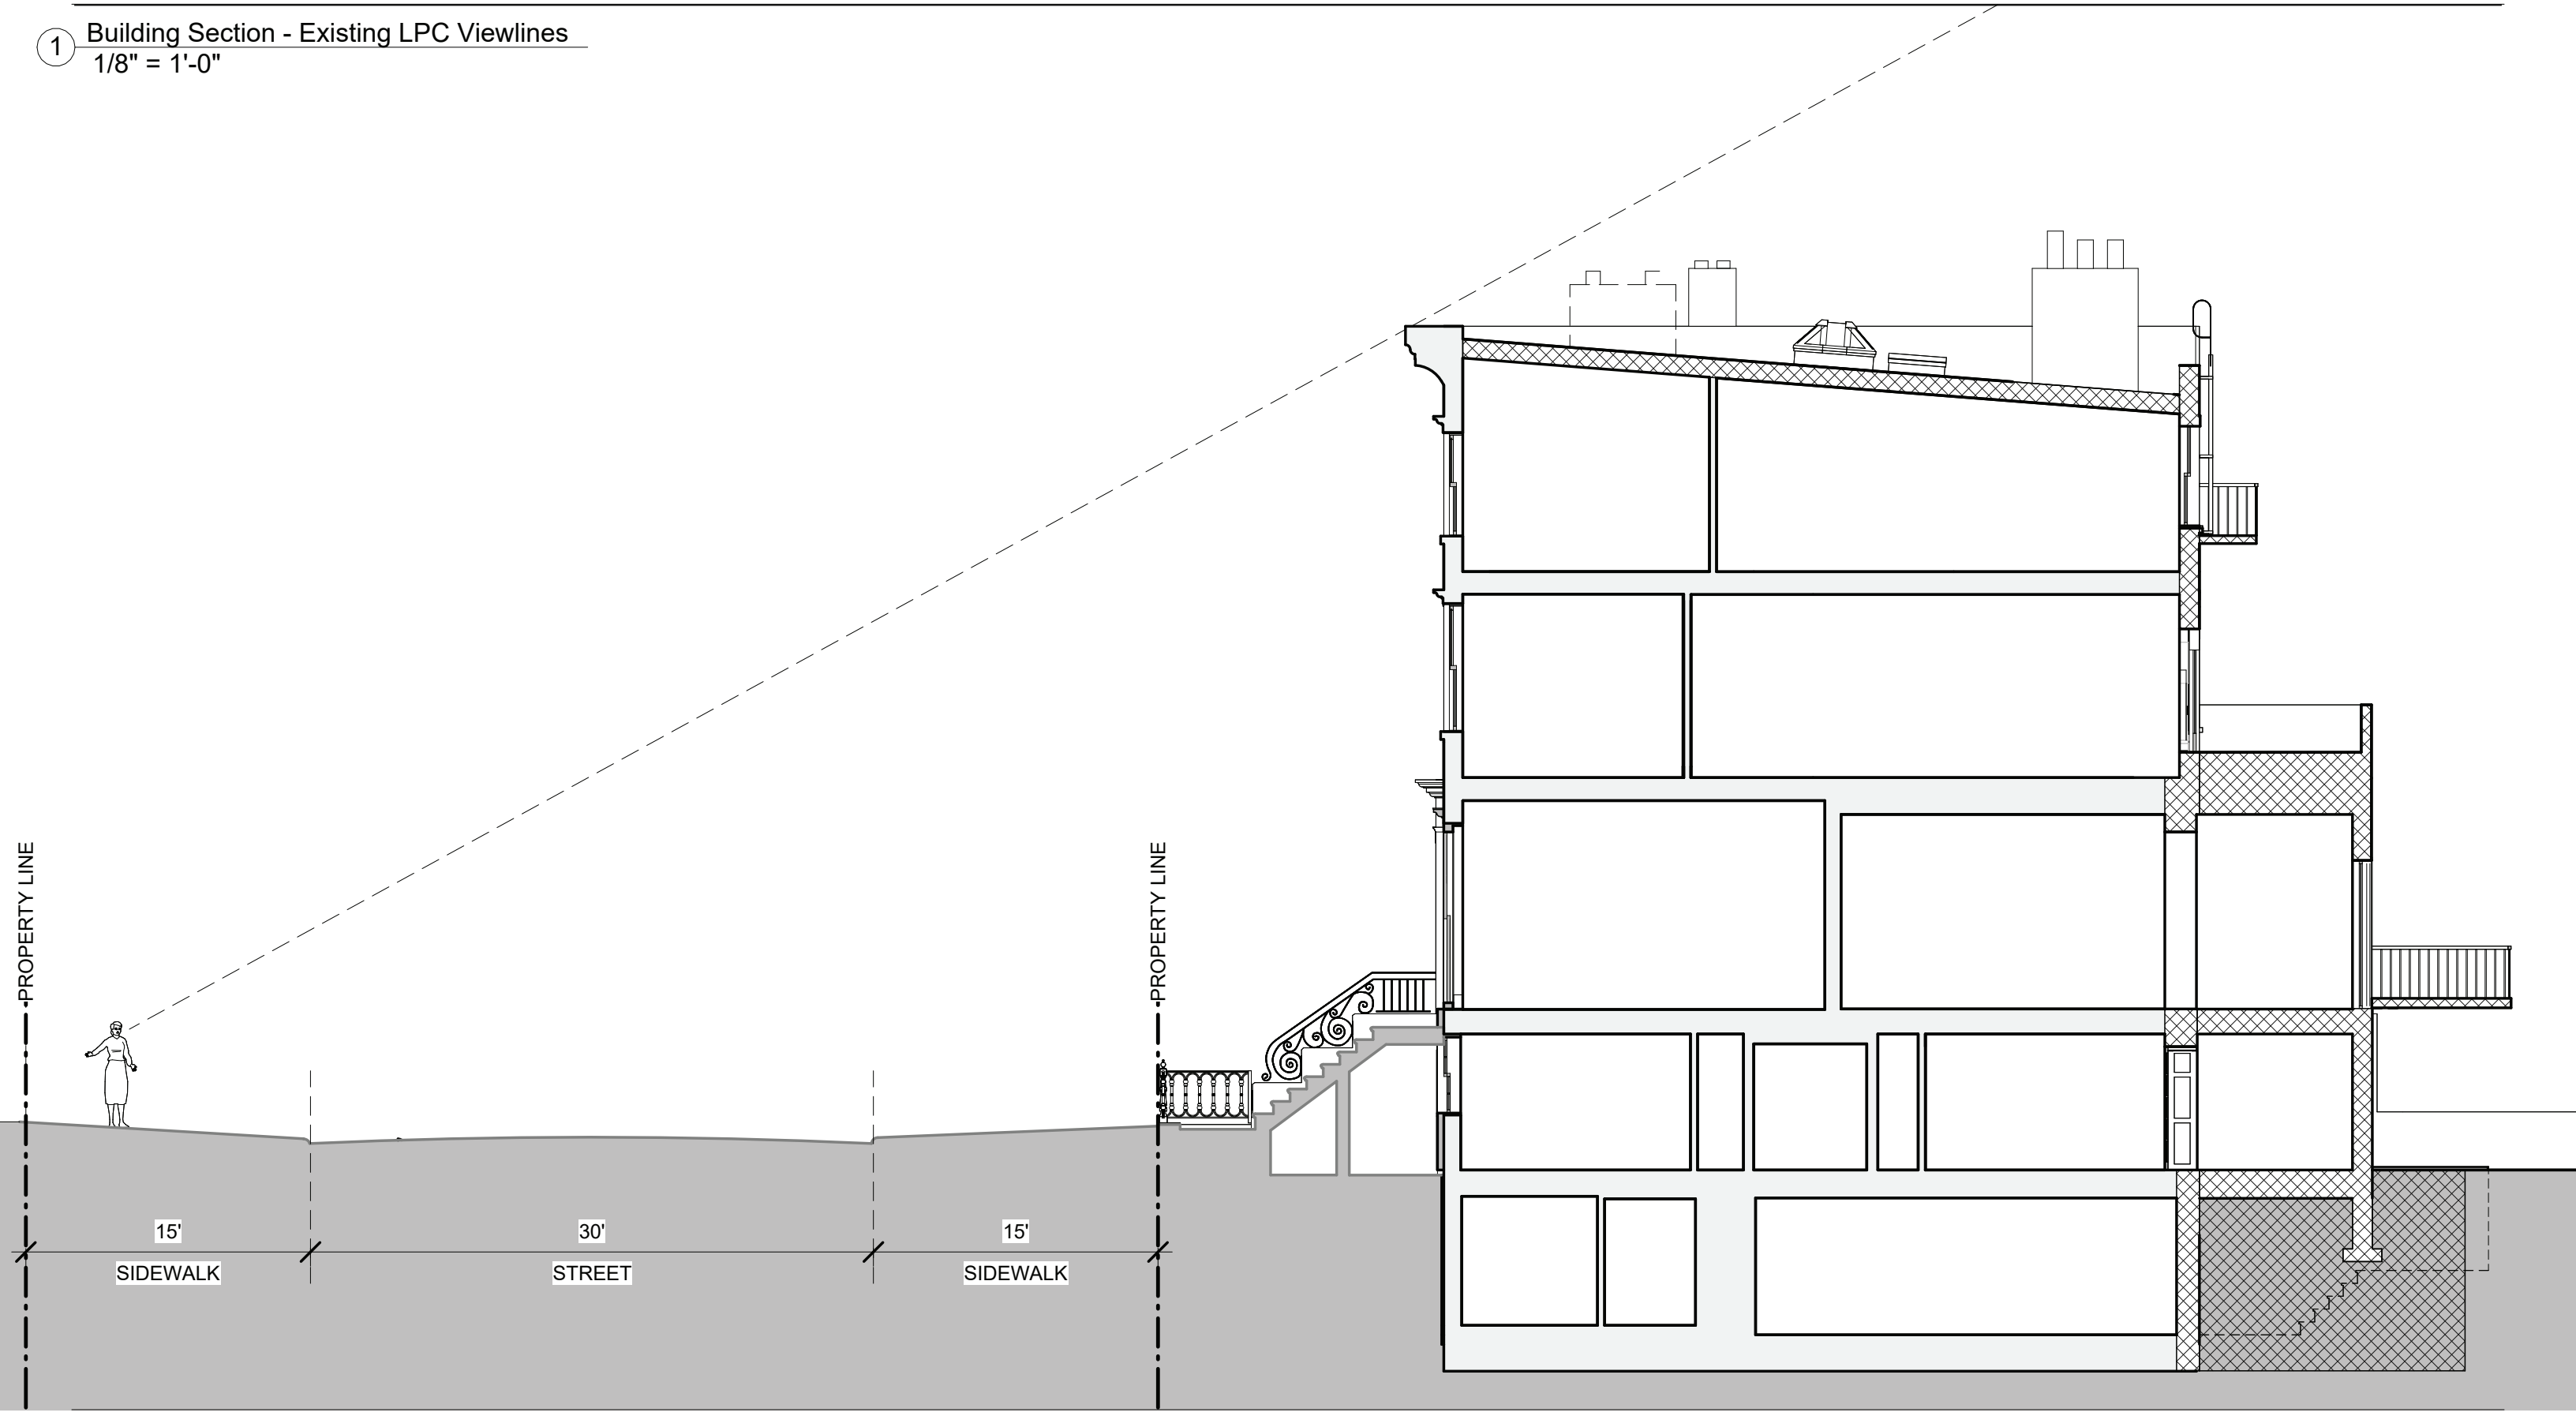 1
Building Section - Existing LPC Viewlines
1/8" = 1'-0"
PROPERTY LINE
PROPERTY LINE
15'
30'
15'
SIDEWALK
STREET
SIDEWALK